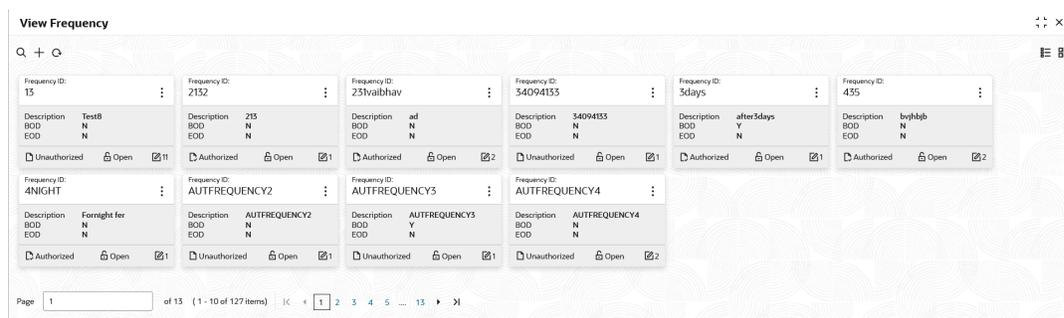 View Frequency
Frequency ID: Frequency ID: Frequency ID: Frequency ID: Frequency ID: Frequency ID:
13 2132 231vaibhav 34094133 3days 435
Description Test8 Description 213 Description ad Description 34094133 Description after3days Description bvjhbjb
BOD N BOD N BOD N BOD N BOD Y BOD N
EOD N EOD N EOD N EOD N EOD N EOD N
Unauthorized Open 11 Authorized Open 1 Authorized Open 2 Unauthorized Open 1 Authorized Open 1 Authorized Open 2
Frequency ID: Frequency ID: Frequency ID: Frequency ID:
4NIGHT AUTFREQUENCY2 AUTFREQUENCY3 AUTFREQUENCY4
Description Fornight fer Description AUTFREQUENCY2 Description AUTFREQUENCY3 Description AUTFREQUENCY4
BOD N BOD N BOD Y BOD N
EOD N EOD N EOD N EOD N
Authorized Open 1 Unauthorized Open 1 Unauthorized Open 1 Unauthorized Open 2
Page 1 of 13 (1 - 10 of 127 items) 1 2 3 4 5 .... 13